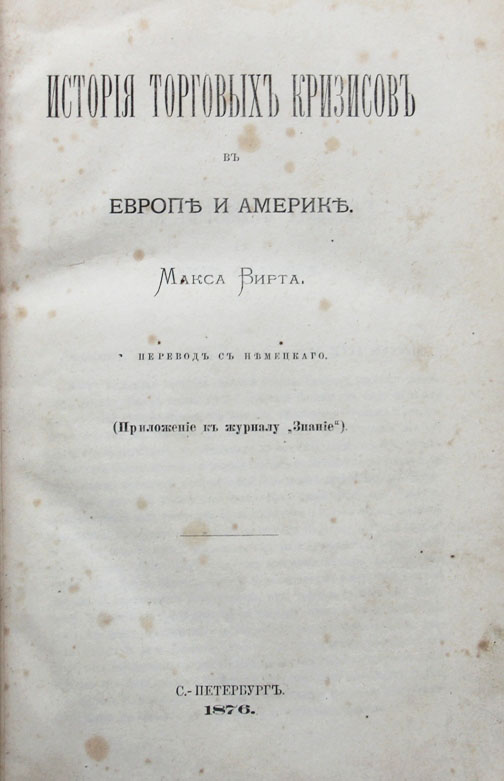 ИСТОРІЯ ТОРГОВЫХЪ КРИЗИСОВЪ
ВЪ
ЕВРОПѢ И АМЕРИКѢ.
МАКСА ВИРТА.
ПЕРЕВОДЪ СЪ НѢМЕЦКАГО.
(Приложеніе къ журналу „Знаніе“).
С.-ПЕТЕРБУРГЪ.
1876.